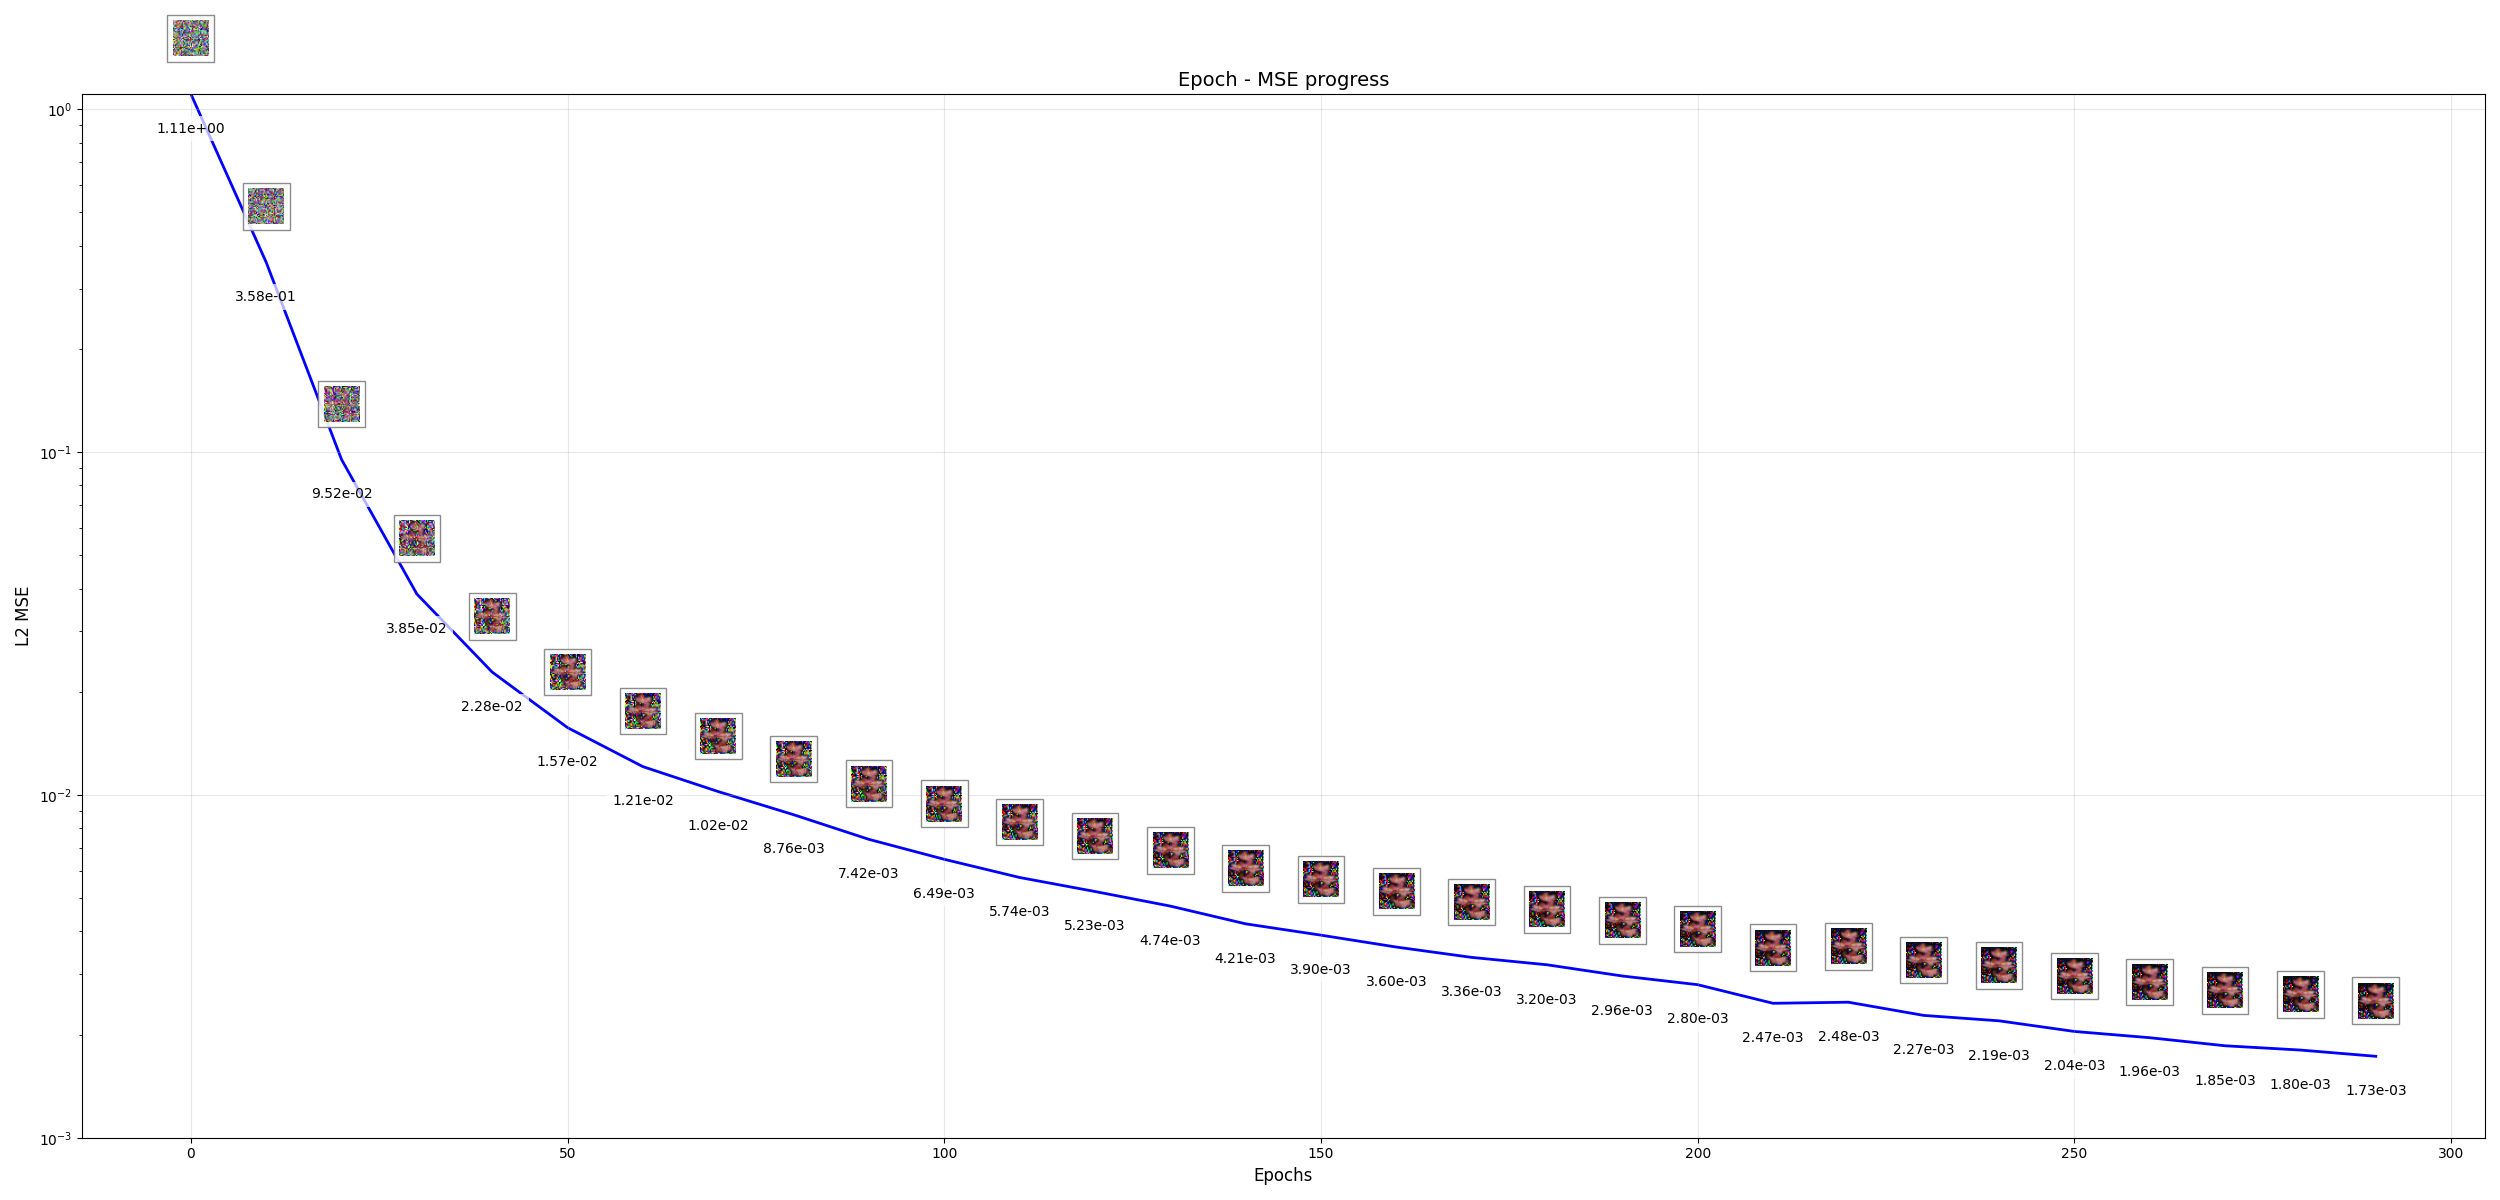 Epoch - MSE progress
L2 MSE
10^0
10^-1
10^-2
10^-3
1.11e+00
3.58e-01
9.52e-02
3.85e-02
2.28e-02
1.57e-02
1.21e-02
1.02e-02
8.76e-03
7.42e-03
6.49e-03
5.74e-03
5.23e-03
4.74e-03
4.21e-03
3.90e-03
3.60e-03
3.36e-03
3.20e-03
2.96e-03
2.80e-03
2.47e-03
2.48e-03
2.27e-03
2.19e-03
2.04e-03
1.96e-03
1.85e-03
1.80e-03
1.73e-03
0 50 100 150 200 250 300
Epochs